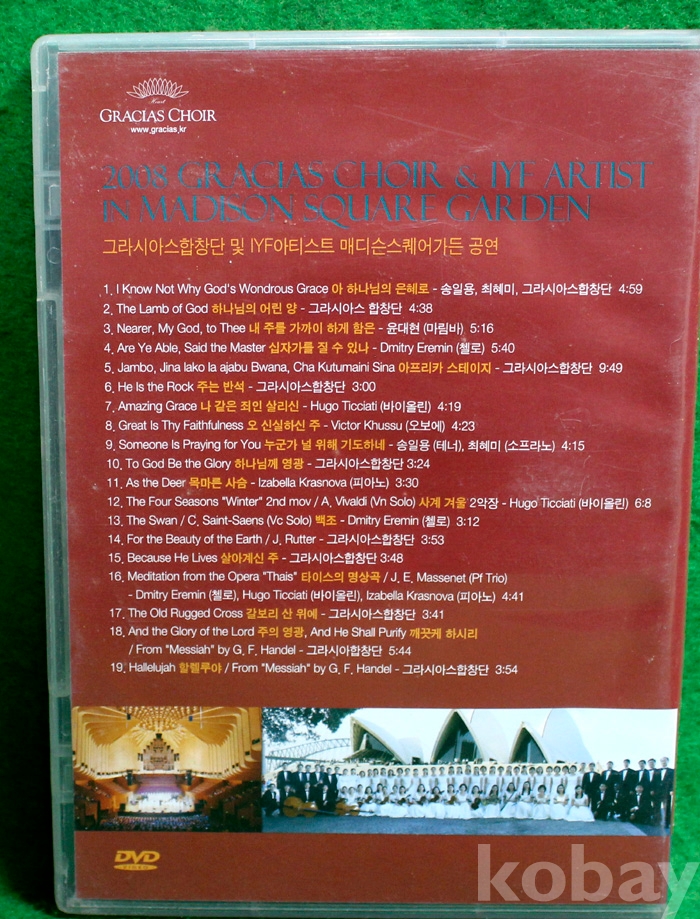 Heart
GRACIAS CHOIR
www.gracias.kr
2008 GRACIAS CHOIR & IYF ARTIST
IN MADISON SQUARE GARDEN
그라시아스합창단 및 IYF아티스트 매디슨스퀘어가든 공연
1. I Know Not Why God's Wondrous Grace 아 하나님의 은혜로 - 송일용, 최혜미, 그라시아스합창단 4:59
2. The Lamb of God 하나님의 어린 양 - 그라시아스 합창단 4:38
3. Nearer, My God, to Thee 내 주를 가까이 하게 함은 - 윤대현 (마림바) 5:16
4. Are Ye Able, Said the Master 십자가를 질 수 있나 - Dmitry Eremin (첼로) 5:40
5. Jambo, Jina lako la ajabu Bwana, Cha Kutumaini Sina 아프리카 스테이지 - 그라시아스합창단 9:49
6. He Is the Rock 주는 반석 - 그라시아스합창단 3:00
7. Amazing Grace 나 같은 죄인 살리신 - Hugo Ticciati (바이올린) 4:19
8. Great Is Thy Faithfulness 오 신실하신 주 - Victor Khussu (오보에) 4:23
9. Someone Is Praying for You 누군가 널 위해 기도하네 - 송일용 (테너), 최혜미 (소프라노) 4:15
10. To God Be the Glory 하나님께 영광 - 그라시아스합창단 3:24
11. As the Deer 목마른 사슴 - Izabella Krasnova (피아노) 3:30
12. The Four Seasons "Winter" 2nd mov / A. Vivaldi (Vn Solo) 사계 겨울 2악장 - Hugo Ticciati (바이올린) 6:8
13. The Swan / C. Saint-Saens (Vc Solo) 백조 - Dmitry Eremin (첼로) 3:12
14. For the Beauty of the Earth / J. Rutter - 그라시아스합창단 3:53
15. Because He Lives 살아계신 주 - 그라시아스합창단 3:48
16. Meditation from the Opera "Thais" 타이스의 명상곡 / J. E. Massenet (Pf Trio)
- Dmitry Eremin (첼로), Hugo Ticciati (바이올린), Izabella Krasnova (피아노) 4:41
17. The Old Rugged Cross 갈보리 산 위에 - 그라시아스합창단 3:41
18. And the Glory of the Lord 주의 영광, And He Shall Purify 깨끗케 하시리
/ From "Messiah" by G. F. Handel - 그라시아합창단 5:44
19. Hallelujah 할렐루야 / From "Messiah" by G. F. Handel - 그라시아스합창단 3:54
DVD
VIDEO
kobay